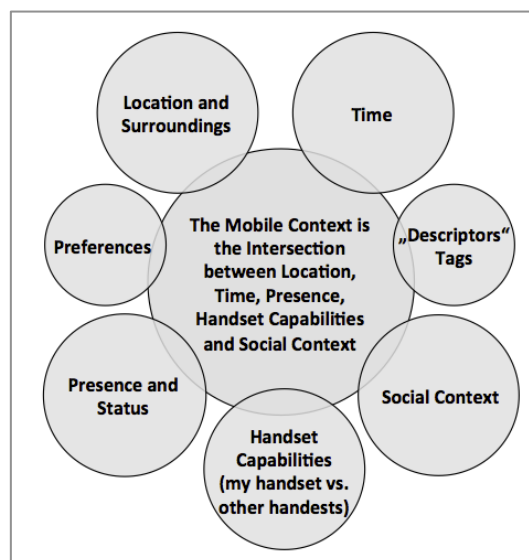 Location and
Surroundings
Time
Preferences
The Mobile Context is
the Intersection
between Location,
Time, Presence,
Handset Capabilities
and Social Context
„Descriptors“
Tags
Presence and
Status
Social Context
Handset
Capabilities
(my handset vs.
other handests)